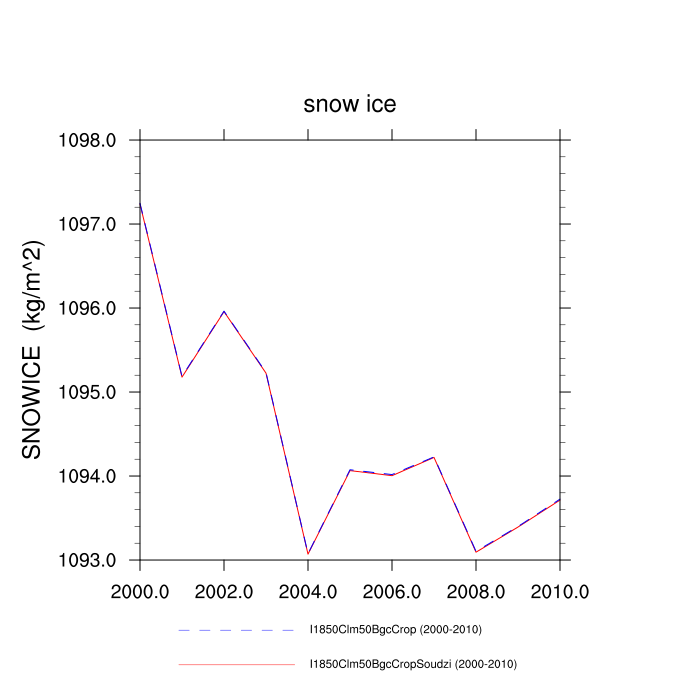 snow ice
1098.0
1097.0
1096.0
1095.0
1094.0
1093.0
SNOWICE (kg/m^2)
2000.0 2002.0 2004.0 2006.0 2008.0 2010.0
I1850Clm50BgcCrop (2000-2010)
I1850Clm50BgcCropSoudzi (2000-2010)